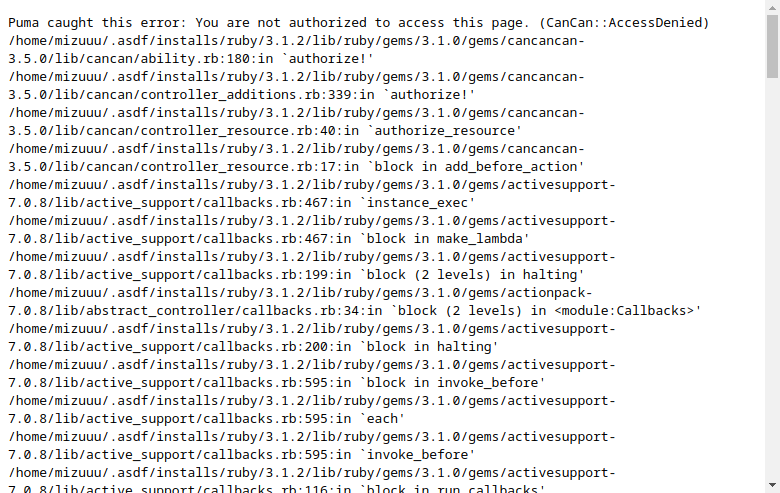 Puma caught this error: You are not authorized to access this page. (CanCan::AccessDenied)
/home/mizuuu/.asdf/installs/ruby/3.1.2/lib/ruby/gems/3.1.0/gems/cancancan-
3.5.0/lib/cancan/ability.rb:180:in `authorize!'
/home/mizuuu/.asdf/installs/ruby/3.1.2/lib/ruby/gems/3.1.0/gems/cancancan-
3.5.0/lib/cancan/controller_additions.rb:339:in `authorize!'
/home/mizuuu/.asdf/installs/ruby/3.1.2/lib/ruby/gems/3.1.0/gems/cancancan-
3.5.0/lib/cancan/controller_resource.rb:40:in `authorize_resource'
/home/mizuuu/.asdf/installs/ruby/3.1.2/lib/ruby/gems/3.1.0/gems/cancancan-
3.5.0/lib/cancan/controller_resource.rb:17:in `block in add_before_action'
/home/mizuuu/.asdf/installs/ruby/3.1.2/lib/ruby/gems/3.1.0/gems/activesupport-
7.0.8/lib/active_support/callbacks.rb:467:in `instance_exec'
/home/mizuuu/.asdf/installs/ruby/3.1.2/lib/ruby/gems/3.1.0/gems/activesupport-
7.0.8/lib/active_support/callbacks.rb:467:in `block in make_lambda'
/home/mizuuu/.asdf/installs/ruby/3.1.2/lib/ruby/gems/3.1.0/gems/activesupport-
7.0.8/lib/active_support/callbacks.rb:199:in `block (2 levels) in halting'
/home/mizuuu/.asdf/installs/ruby/3.1.2/lib/ruby/gems/3.1.0/gems/actionpack-
7.0.8/lib/abstract_controller/callbacks.rb:34:in `block (2 levels) in <module:Callbacks>'
/home/mizuuu/.asdf/installs/ruby/3.1.2/lib/ruby/gems/3.1.0/gems/activesupport-
7.0.8/lib/active_support/callbacks.rb:200:in `block in halting'
/home/mizuuu/.asdf/installs/ruby/3.1.2/lib/ruby/gems/3.1.0/gems/activesupport-
7.0.8/lib/active_support/callbacks.rb:595:in `block in invoke_before'
/home/mizuuu/.asdf/installs/ruby/3.1.2/lib/ruby/gems/3.1.0/gems/activesupport-
7.0.8/lib/active_support/callbacks.rb:595:in `each'
/home/mizuuu/.asdf/installs/ruby/3.1.2/lib/ruby/gems/3.1.0/gems/activesupport-
7.0.8/lib/active_support/callbacks.rb:595:in `invoke_before'
/home/mizuuu/.asdf/installs/ruby/3.1.2/lib/ruby/gems/3.1.0/gems/activesupport-
7.0.8/lib/active_support/callbacks.rb:116:in `block in run_callbacks'